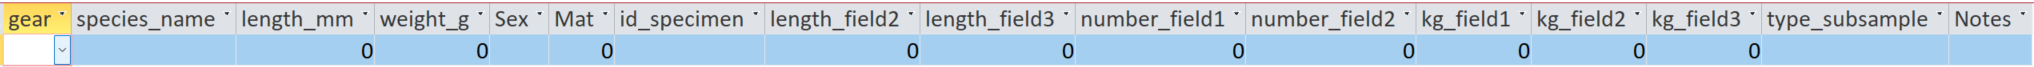 gear species_name length_mm weight_g Sex Mat id_specimen length_field2 length_field3 number_field1 number_field2 kg_field1 kg_field2 kg_field3 type_subsample Notes
0 0 0 0 0 0 0 0 0 0